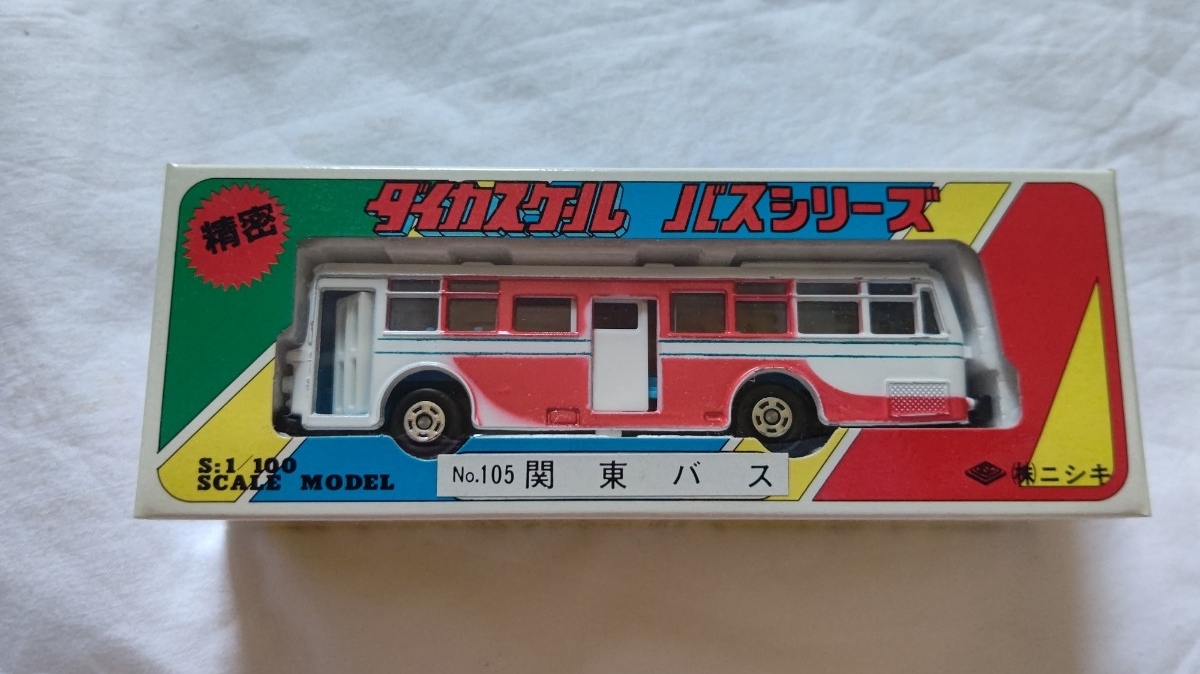 精密
ダイカスケール バスシリーズ
S:1/100
SCALE MODEL
No.105 関東バス
㈱ニシキ